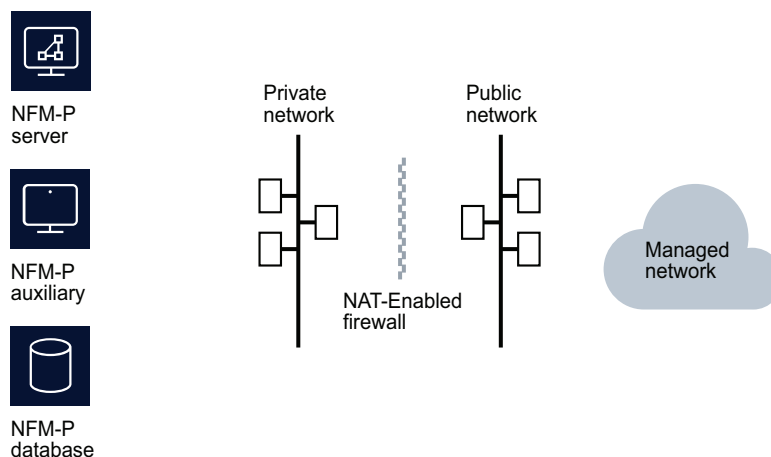 NFM-P
server
Private
network
Public
network
NFM-P
auxiliary
Managed
network
NAT-Enabled
firewall
NFM-P
database